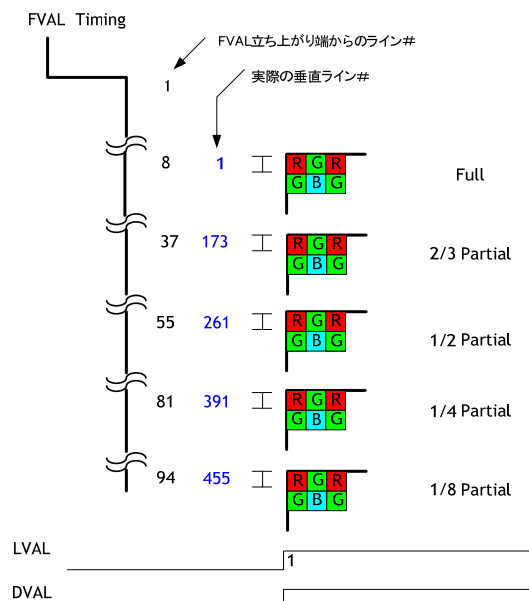 FVAL Timing
FVAL立ち上がり端からのライン#
1
実際の垂直ライン#
8 1 R G R Full
G B G
37 173 R G R 2/3 Partial
G B G
55 261 R G R 1/2 Partial
G B G
81 391 R G R 1/4 Partial
G B G
94 455 R G R 1/8 Partial
G B G
LVAL 1
DVAL